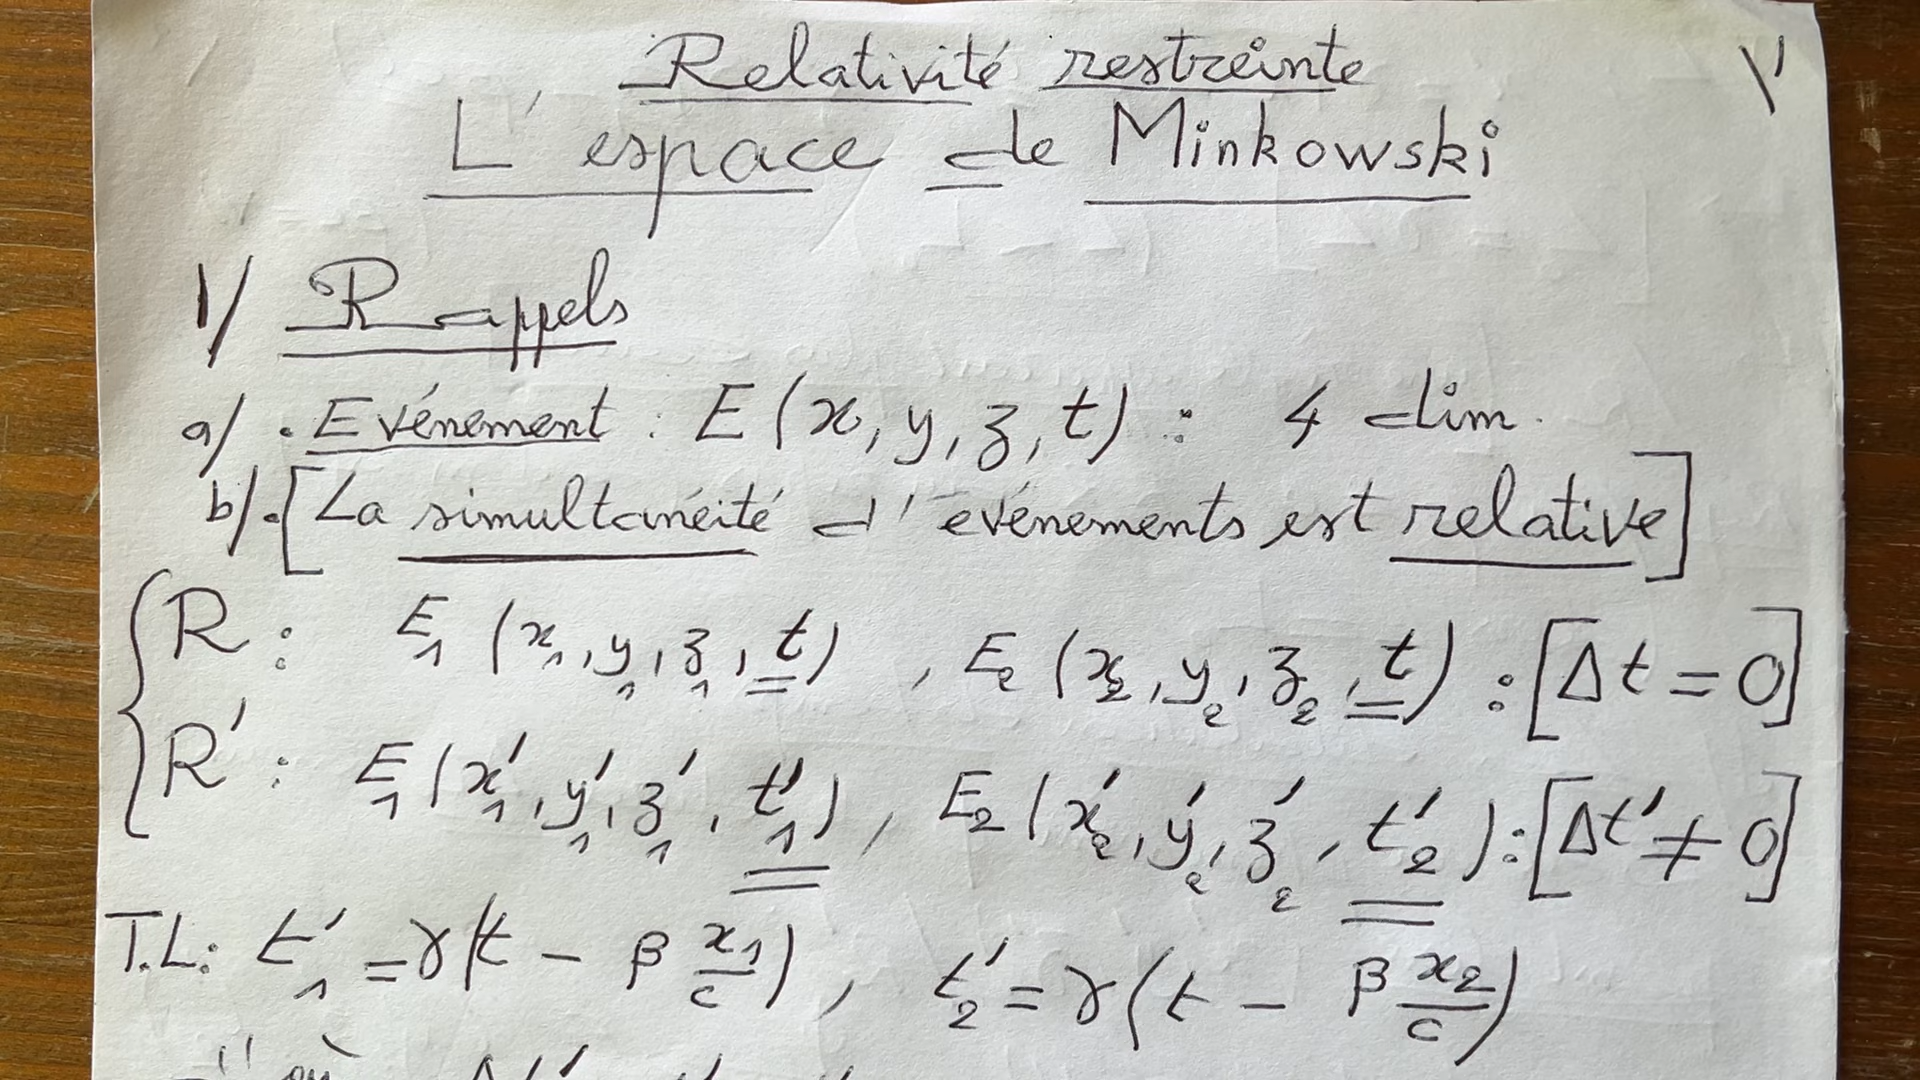 Relativité restreinte 1'
L'espace de Minkowski
1/ Rappels
a/ . Evénement : E (x, y, z, t) : 4 dim.
b/ . [La simultanéité d'événements est relative]
R : E₁ (x₁, y₁, z₁, t) , E₂ (x₂, y₂, z₂, t) : [Δt = 0]
R' : E₁ (x'₁, y'₁, z'₁, t'₁) , E₂ (x'₂, y'₂, z'₂, t'₂) : [Δt' ≠ 0]
T.L: t'₁ = γ(t - β x₁/c) , t'₂ = γ(t - β x₂/c)